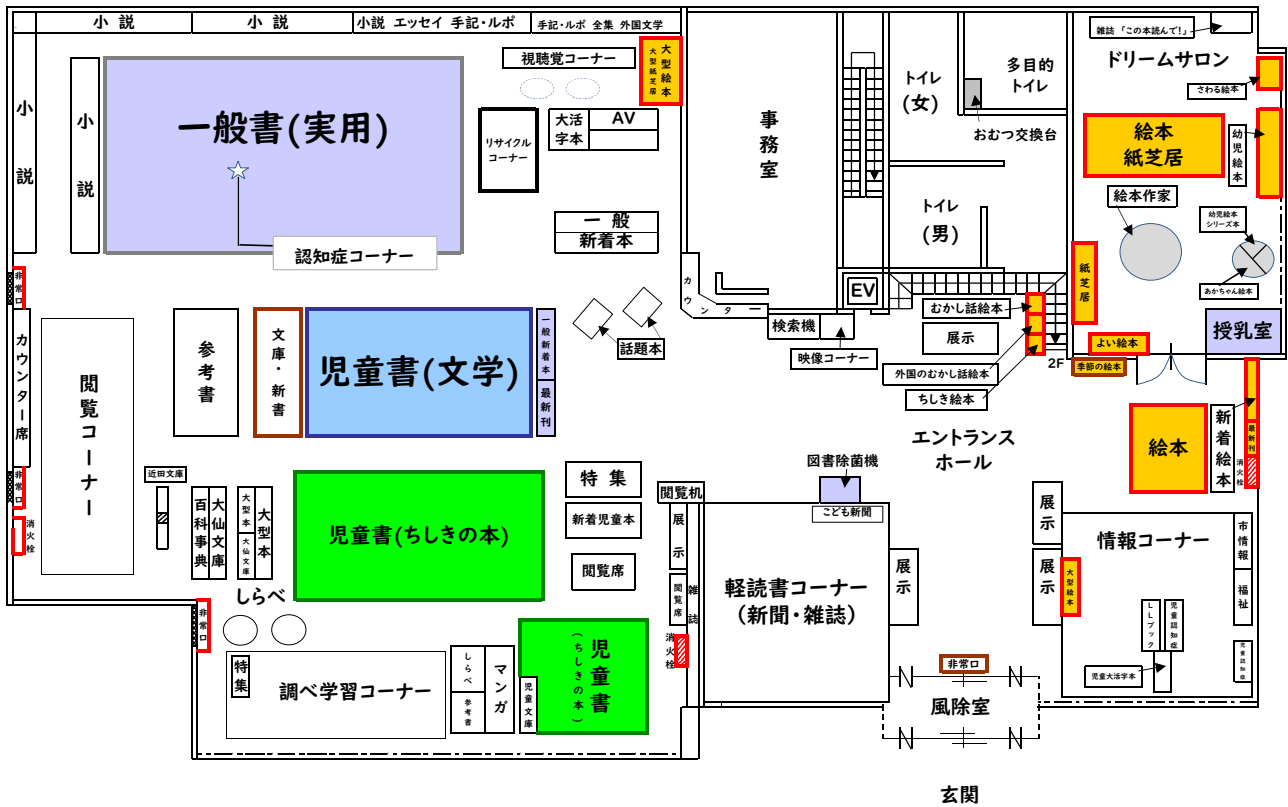 小 説
小 説
小説 エッセイ 手記・ルポ
手記・ルポ 全集 外国文学
小説
小説
一般書(実用)
認知症コーナー
視聴覚コーナー
大型絵本
大型紙芝居
リサイクル
コーナー
大活
字本
AV
一 般
新着本
事務室
カウンター
トイレ
(女)
多目的
トイレ
おむつ交換台
トイレ
(男)
EV
検索機
映像コーナー
むかし話絵本
展示
外国のむかし話絵本
ちしき絵本
2F
雑誌 「この本読んで!」
ドリームサロン
さわる絵本
絵本
紙芝居
幼児絵本
絵本作家
幼児絵本
シリーズ本
あかちゃん絵本
紙芝居
授乳室
よい絵本
季節の絵本
絵本
新着絵本
最新刊
消火栓
非常口
カウンター席
非常口
消火栓
閲覧コーナー
参考書
文庫・新書
児童書(文学)
一般新着本
最新刊
話題本
エントランス
ホール
近田文庫
百科事典
大仙文庫
大型本
大仙文庫
大型本
しらべ
児童書(ちしきの本)
特 集
新着児童本
閲覧席
閲覧机
展示
閲覧席
雑誌
消火栓
図書除菌機
こども新聞
軽読書コーナー
(新聞・雑誌)
展示
展示
展示
大型絵本
情報コーナー
市情報
福祉
児童認知症
LLブック
児童認知症
児童大活字本
非常口
特集
調べ学習コーナー
しらべ
参考書
マンガ
児童文庫
児童書
(ちしきの本)
非常口
風除室
玄関